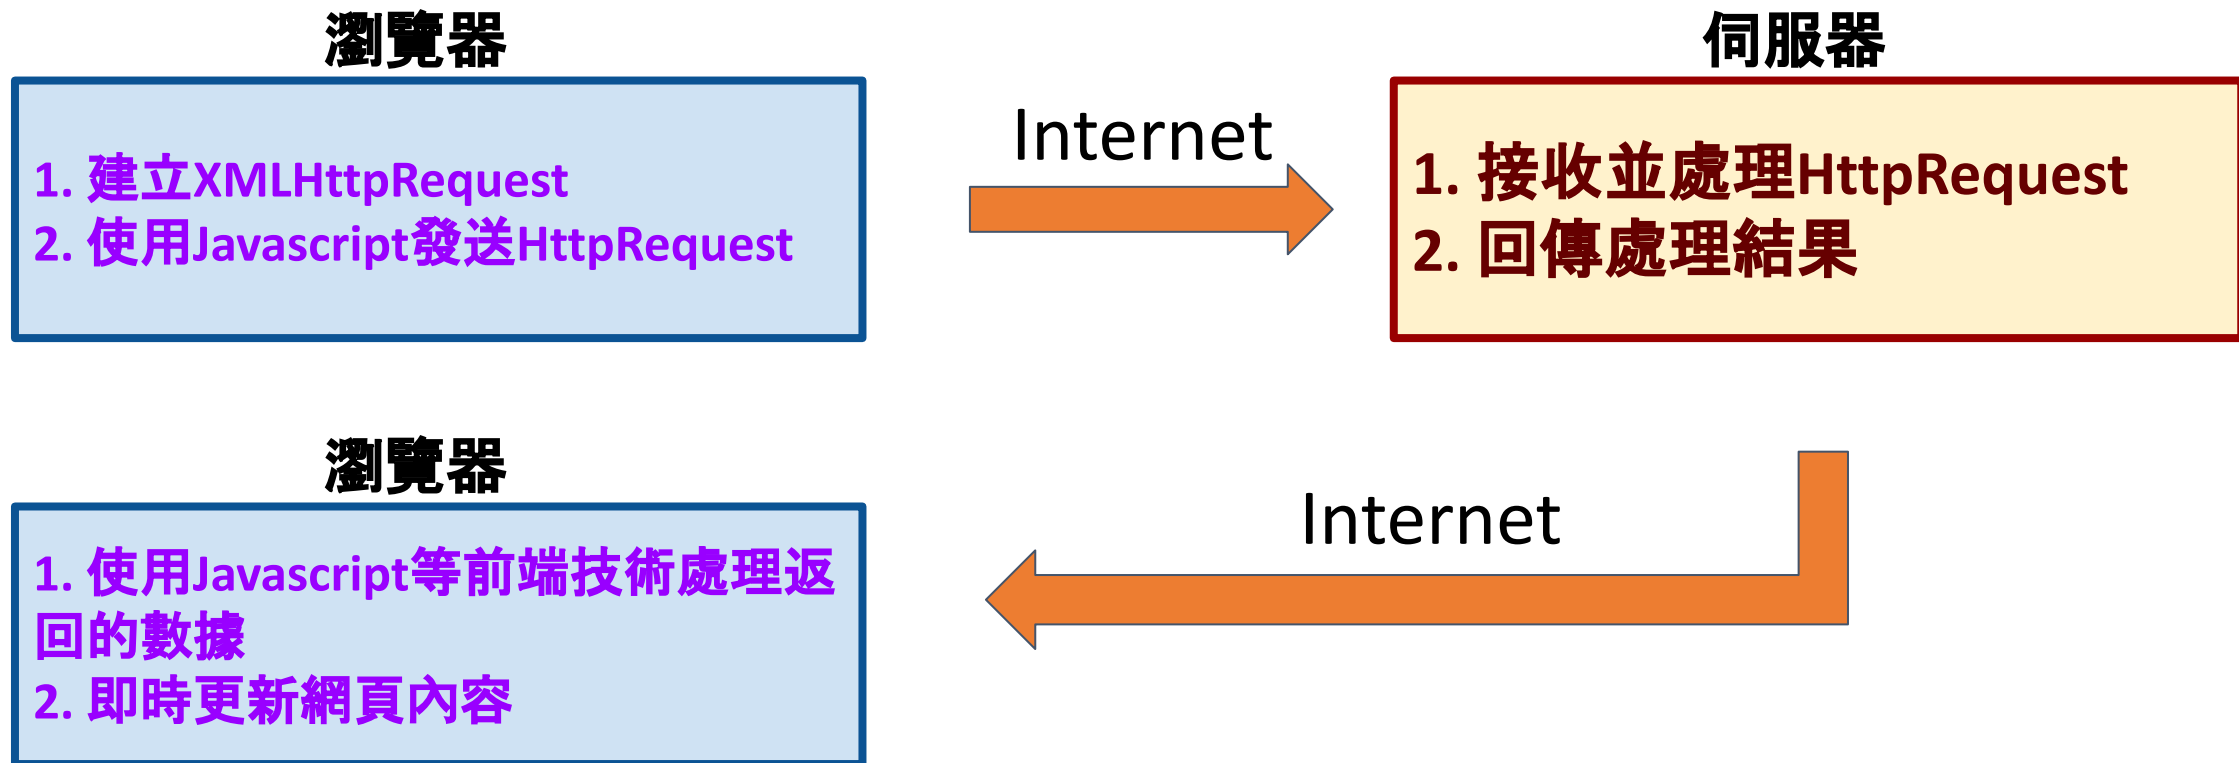 瀏覽器
1. 建立XMLHttpRequest
2. 使用Javascript發送HttpRequest
Internet
伺服器
1. 接收並處理HttpRequest
2. 回傳處理結果
Internet
瀏覽器
1. 使用Javascript等前端技術處理返
回的數據
2. 即時更新網頁內容